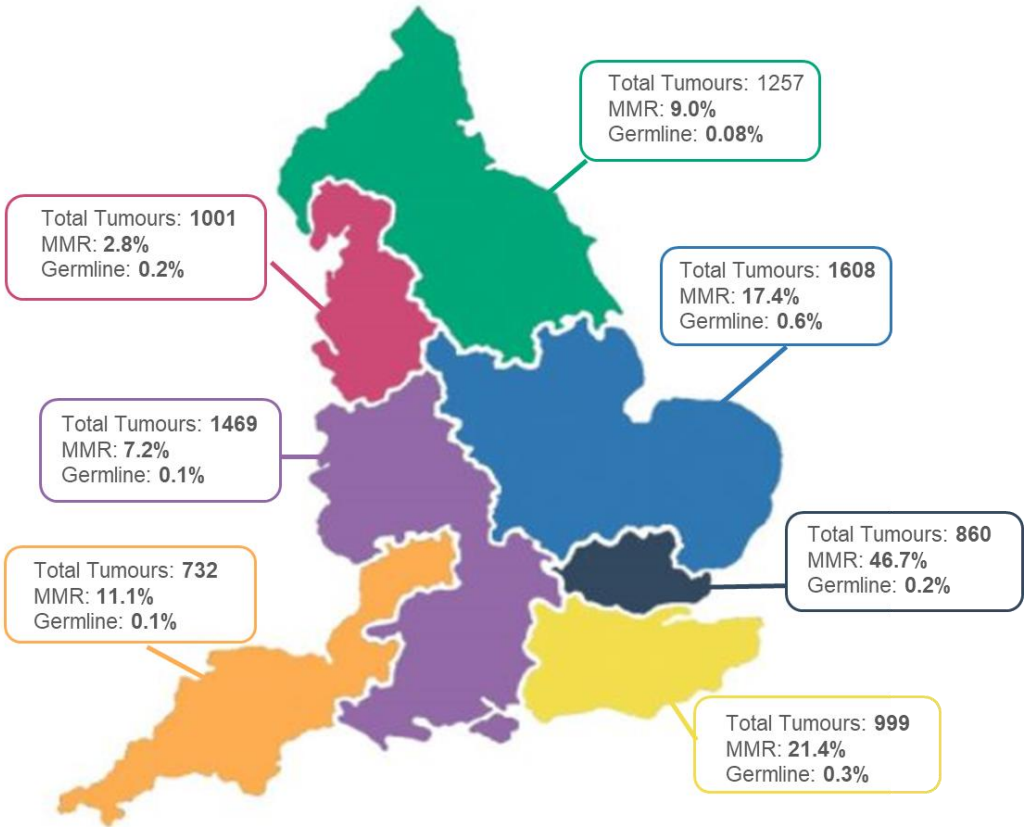 Total Tumours: 1257
MMR: 9.0%
Germline: 0.08%
Total Tumours: 1001
MMR: 2.8%
Germline: 0.2%
Total Tumours: 1608
MMR: 17.4%
Germline: 0.6%
Total Tumours: 1469
MMR: 7.2%
Germline: 0.1%
Total Tumours: 860
MMR: 46.7%
Germline: 0.2%
Total Tumours: 732
MMR: 11.1%
Germline: 0.1%
Total Tumours: 999
MMR: 21.4%
Germline: 0.3%